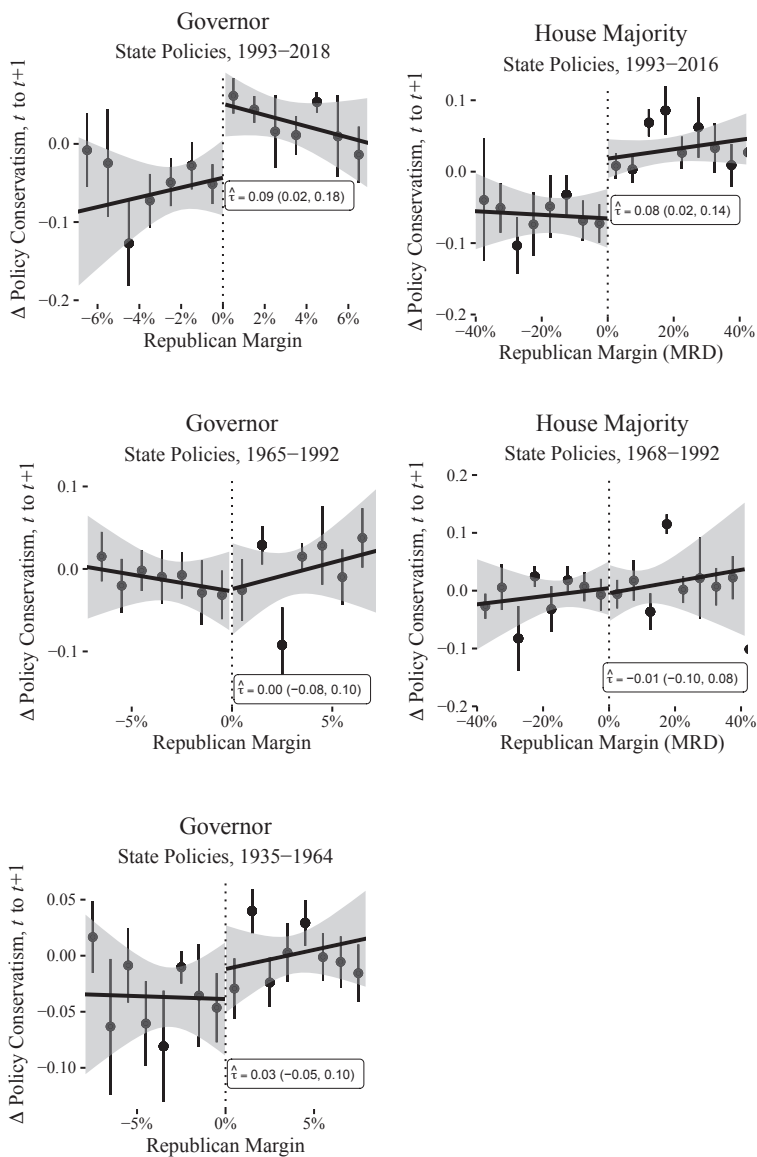 Governor
State Policies, 1993−2018
Δ Policy Conservatism, t to t+1
0.0
−0.1
−0.2
τ̂ = 0.09 (0.02, 0.18)
−6% −4% −2% 0% 2% 4% 6%
Republican Margin
House Majority
State Policies, 1993−2016
Δ Policy Conservatism, t to t+1
0.1
0.0
−0.1
−0.2
τ̂ = 0.08 (0.02, 0.14)
−40% −20% 0% 20% 40%
Republican Margin (MRD)
Governor
State Policies, 1965−1992
Δ Policy Conservatism, t to t+1
0.1
0.0
−0.1
τ̂ = 0.00 (−0.08, 0.10)
−5% 0% 5%
Republican Margin
House Majority
State Policies, 1968−1992
Δ Policy Conservatism, t to t+1
0.2
0.1
0.0
−0.1
−0.2
τ̂ = −0.01 (−0.10, 0.08)
−40% −20% 0% 20% 40%
Republican Margin (MRD)
Governor
State Policies, 1935−1964
Δ Policy Conservatism, t to t+1
0.05
0.00
−0.05
−0.10
τ̂ = 0.03 (−0.05, 0.10)
−5% 0% 5%
Republican Margin